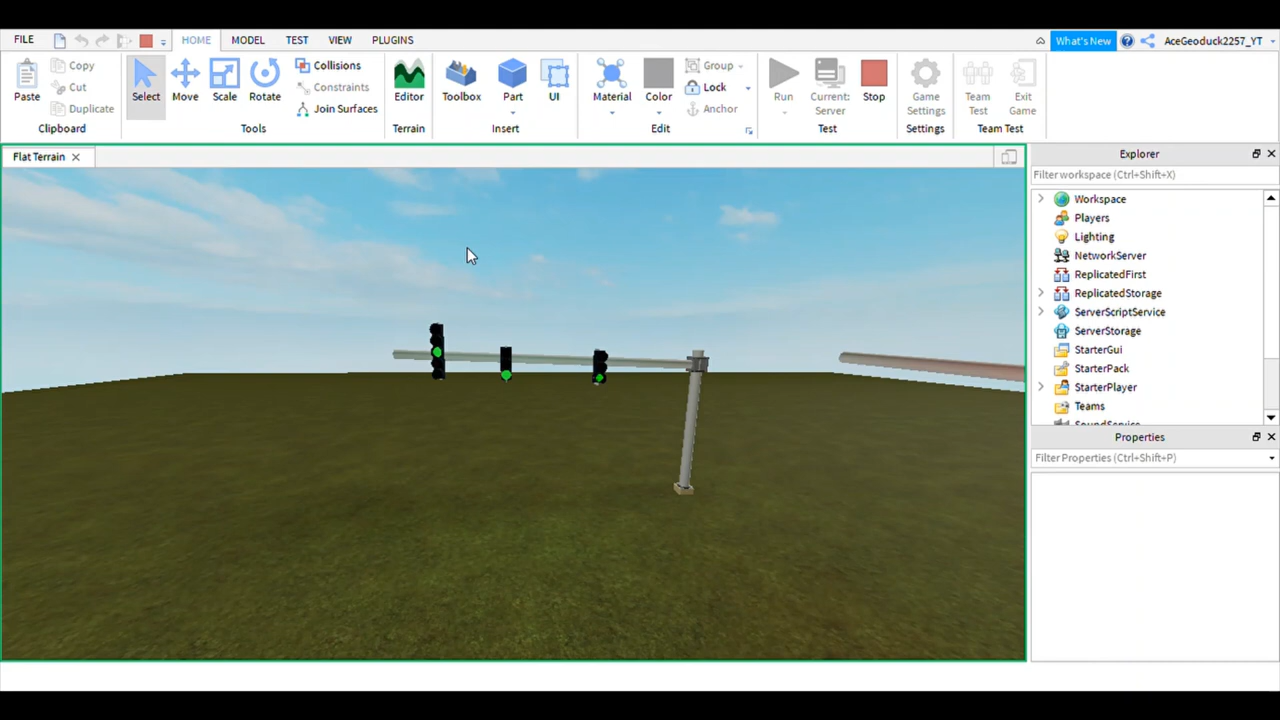 FILE HOME MODEL TEST VIEW PLUGINS What's New AceGeoduck2257_YT
Paste Copy Cut Duplicate
Clipboard
Select Move Scale Rotate Collisions Constraints Join Surfaces
Tools
Editor
Terrain
Toolbox Part UI
Insert
Material Color Group Lock Anchor
Edit
Run Current: Server Stop
Test
Game Settings
Settings
Team Test Exit Game
Team Test
Flat Terrain
Explorer
Filter workspace (Ctrl+Shift+X)
Workspace
Players
Lighting
NetworkServer
ReplicatedFirst
ReplicatedStorage
ServerScriptService
ServerStorage
StarterGui
StarterPack
StarterPlayer
Teams
SoundService
Properties
Filter Properties (Ctrl+Shift+P)